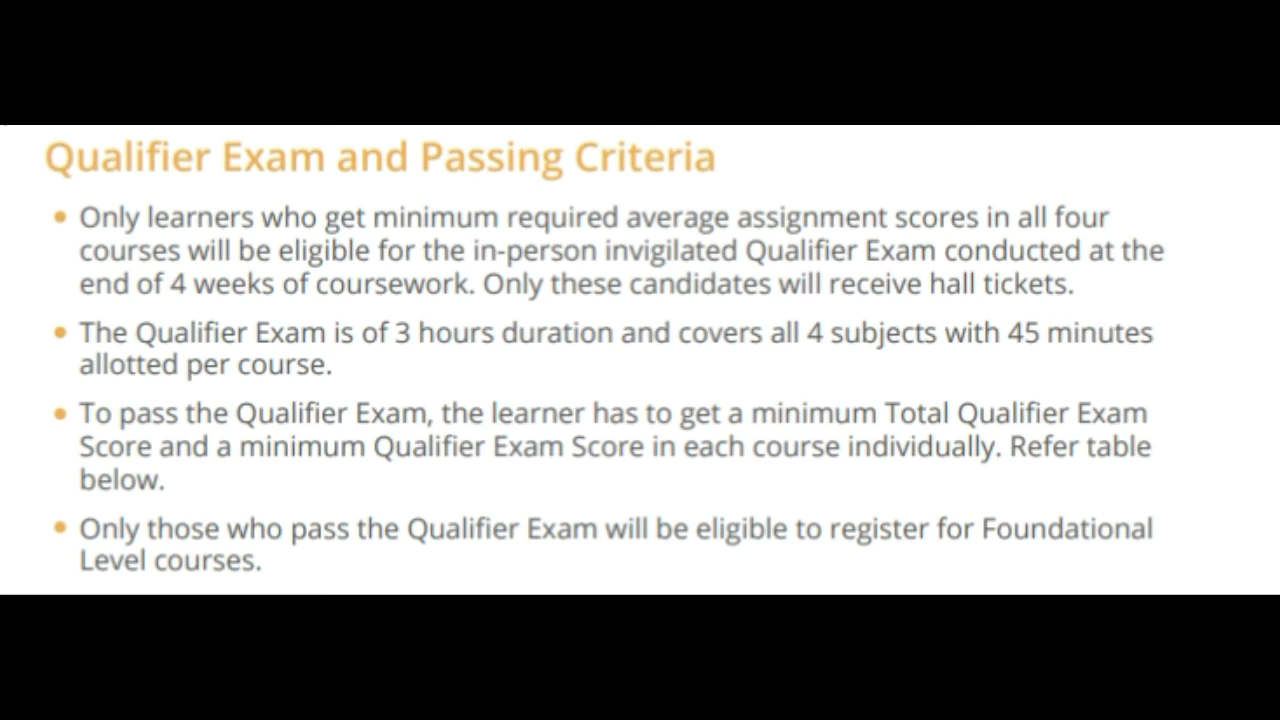 Qualifier Exam and Passing Criteria
• Only learners who get minimum required average assignment scores in all four
courses will be eligible for the in-person invigilated Qualifier Exam conducted at the
end of 4 weeks of coursework. Only these candidates will receive hall tickets.
• The Qualifier Exam is of 3 hours duration and covers all 4 subjects with 45 minutes
allotted per course.
• To pass the Qualifier Exam, the learner has to get a minimum Total Qualifier Exam
Score and a minimum Qualifier Exam Score in each course individually. Refer table
below.
• Only those who pass the Qualifier Exam will be eligible to register for Foundational
Level courses.